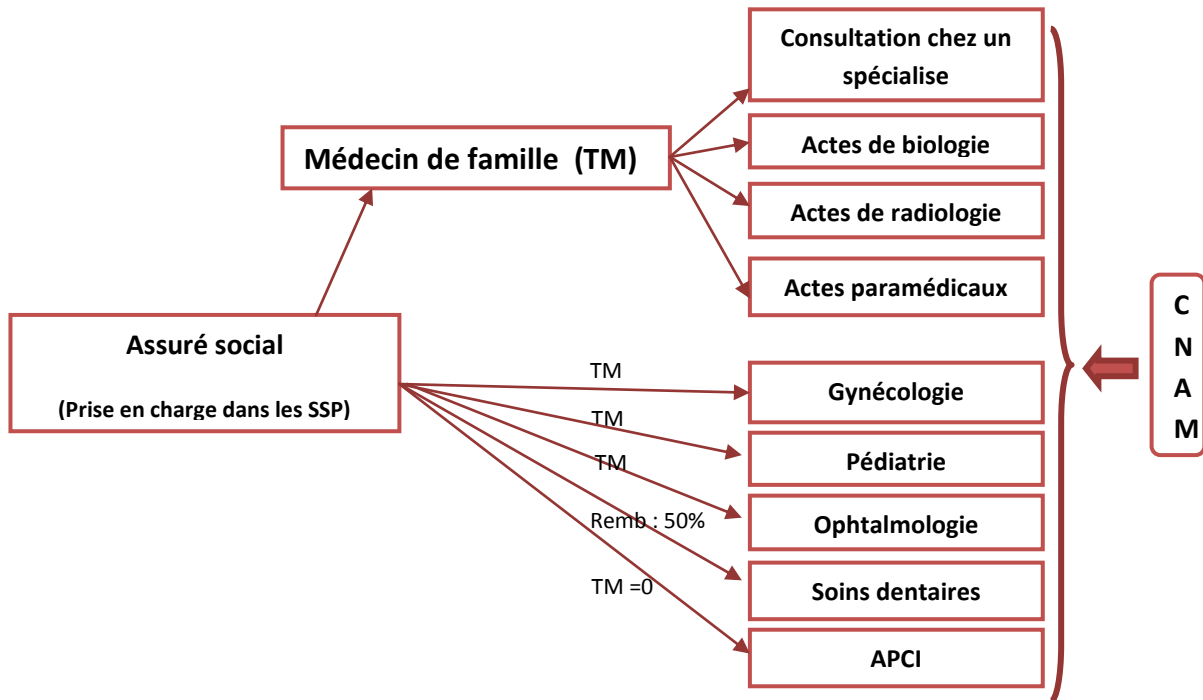 Consultation chez un
spécialise
Médecin de famille (TM)
Actes de biologie
Actes de radiologie
Actes paramédicaux
Assuré social
(Prise en charge dans les SSP)
TM
Gynécologie
TM
Pédiatrie
TM
Ophtalmologie
Remb : 50%
Soins dentaires
TM =0
APCI
C
N
A
M